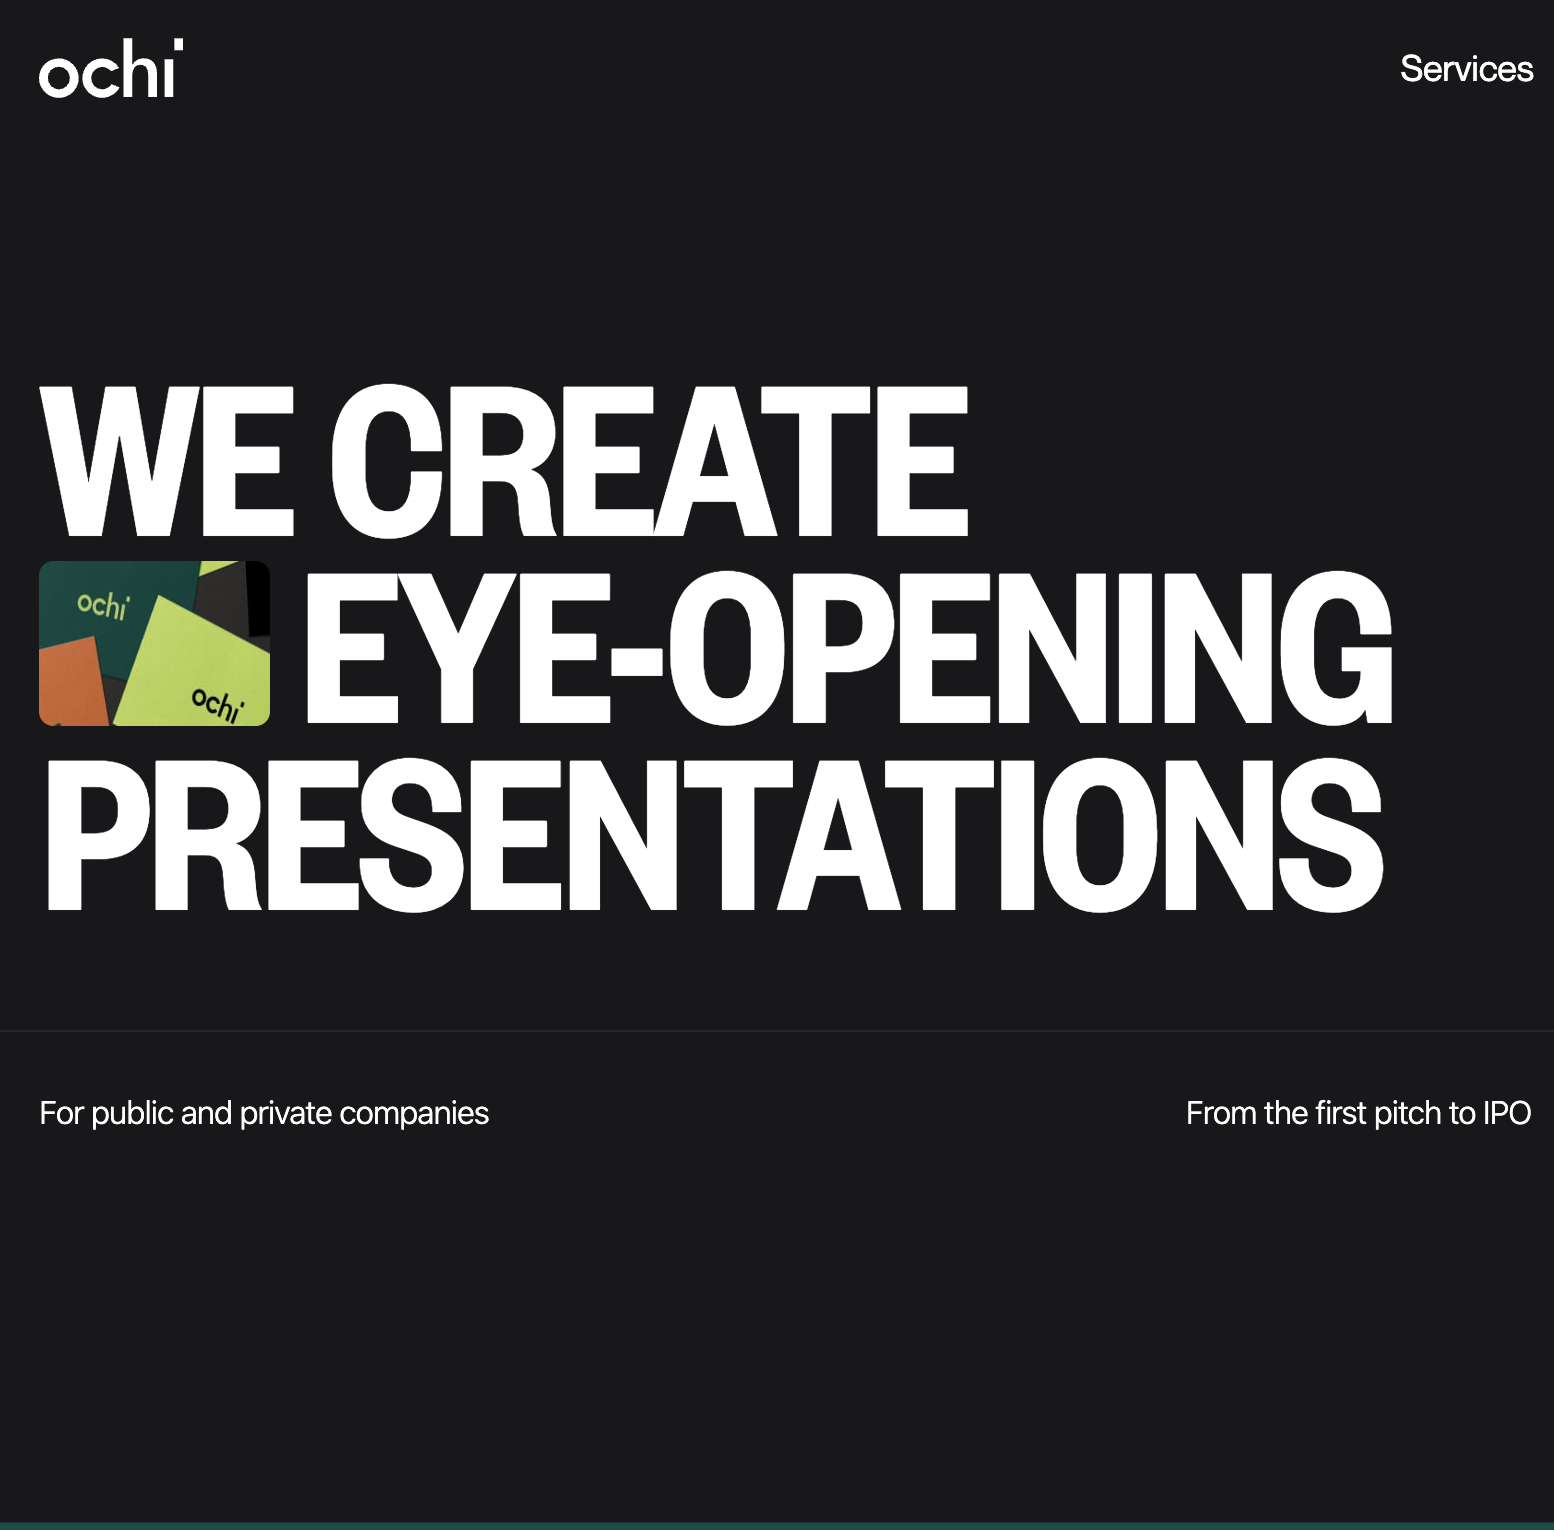 ochi
Services
WE CREATE
ochi
ochi
EYE-OPENING
PRESENTATIONS
For public and private companies
From the first pitch to IPO